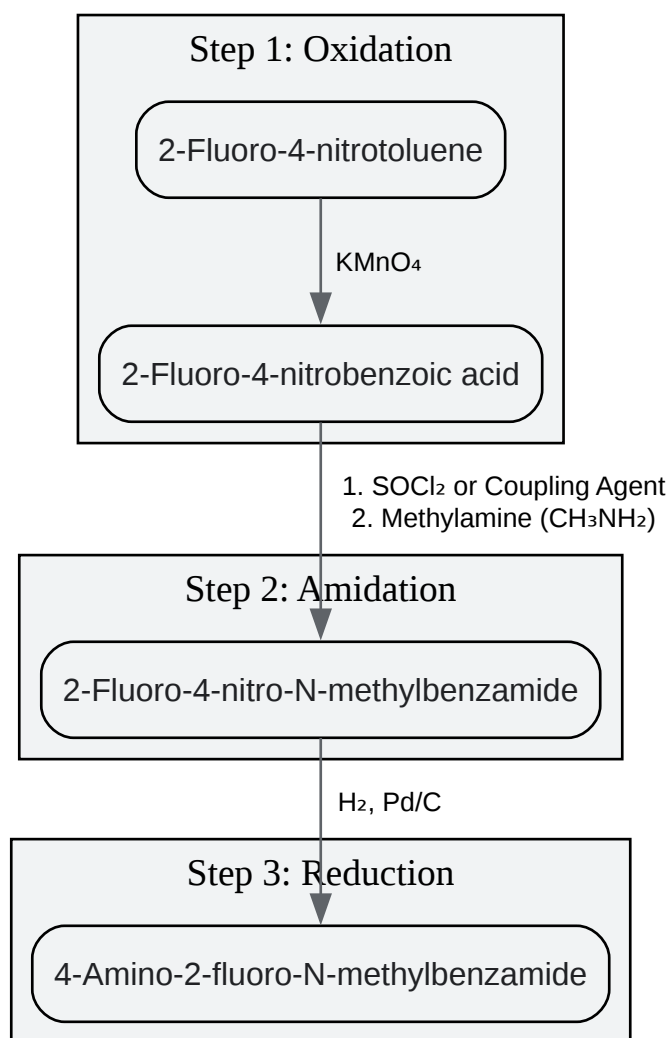 Step 1: Oxidation
2-Fluoro-4-nitrotoluene
KMnO₄
2-Fluoro-4-nitrobenzoic acid
1. SOCl₂ or Coupling Agent
2. Methylamine (CH₃NH₂)
Step 2: Amidation
2-Fluoro-4-nitro-N-methylbenzamide
H₂, Pd/C
Step 3: Reduction
4-Amino-2-fluoro-N-methylbenzamide